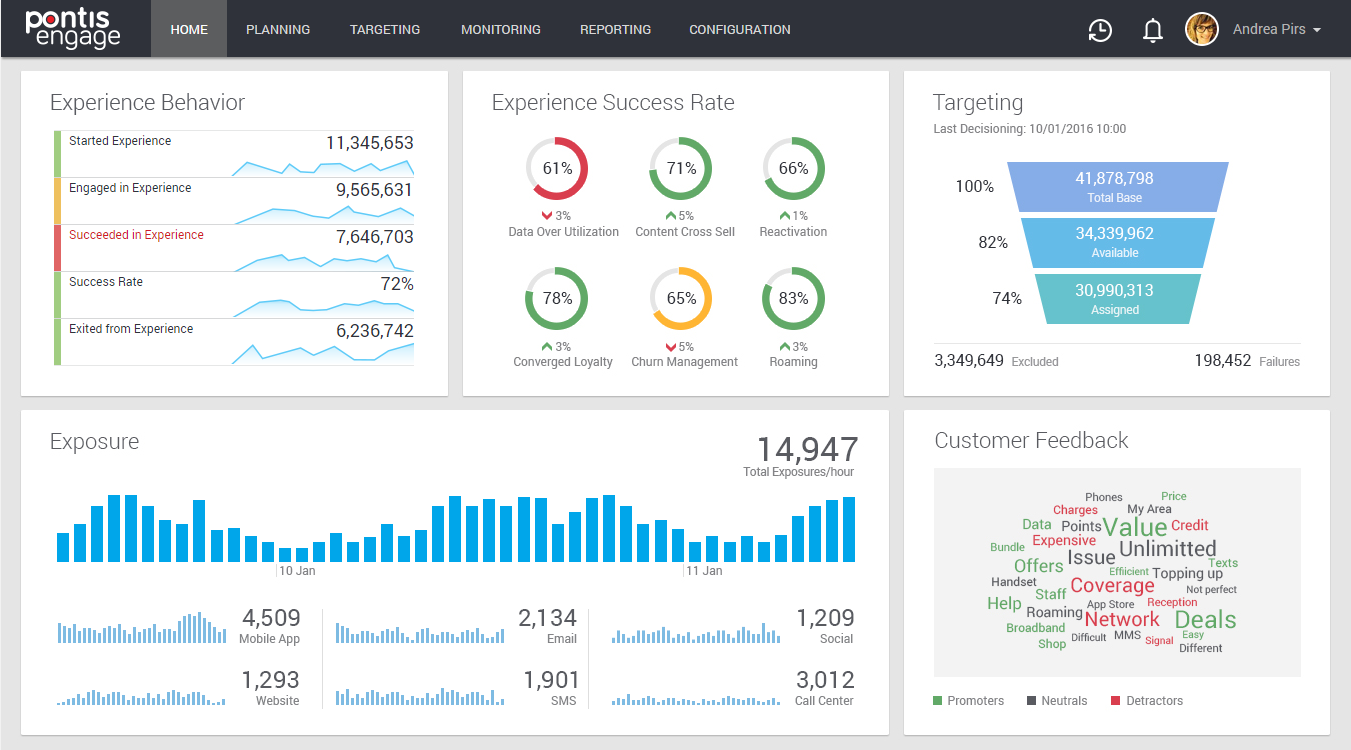 pontis
engage
HOME
PLANNING
TARGETING
MONITORING
REPORTING
CONFIGURATION
Andrea Pirs
Experience Behavior
Started Experience 11,345,653
Engaged in Experience 9,565,631
Succeeded in Experience 7,646,703
Success Rate 72%
Exited from Experience 6,236,742
Experience Success Rate
61% 71% 66%
3% 5% 1%
Data Over Utilization Content Cross Sell Reactivation
78% 65% 83%
3% 5% 3%
Converged Loyalty Churn Management Roaming
Targeting
Last Decisioning: 10/01/2016 10:00
100% 41,878,798
Total Base
82% 34,339,962
Available
74% 30,990,313
Assigned
3,349,649 Excluded 198,452 Failures
Exposure
14,947
Total Exposures/hour
10 Jan 11 Jan
4,509 2,134 1,209
Mobile App Email Social
1,293 1,901 3,012
Website SMS Call Center
Customer Feedback
Phones Price
Charges My Area
Data Points Value Credit
Expensive
Bundle Issue Unlimitted
Offers Effiicient Topping up Texts
Handset Coverage Not perfect
Staff
Help Roaming App Store Reception
Network Deals
Broadband Difficult MMS Signal Easy
Shop Different
Promoters Neutrals Detractors